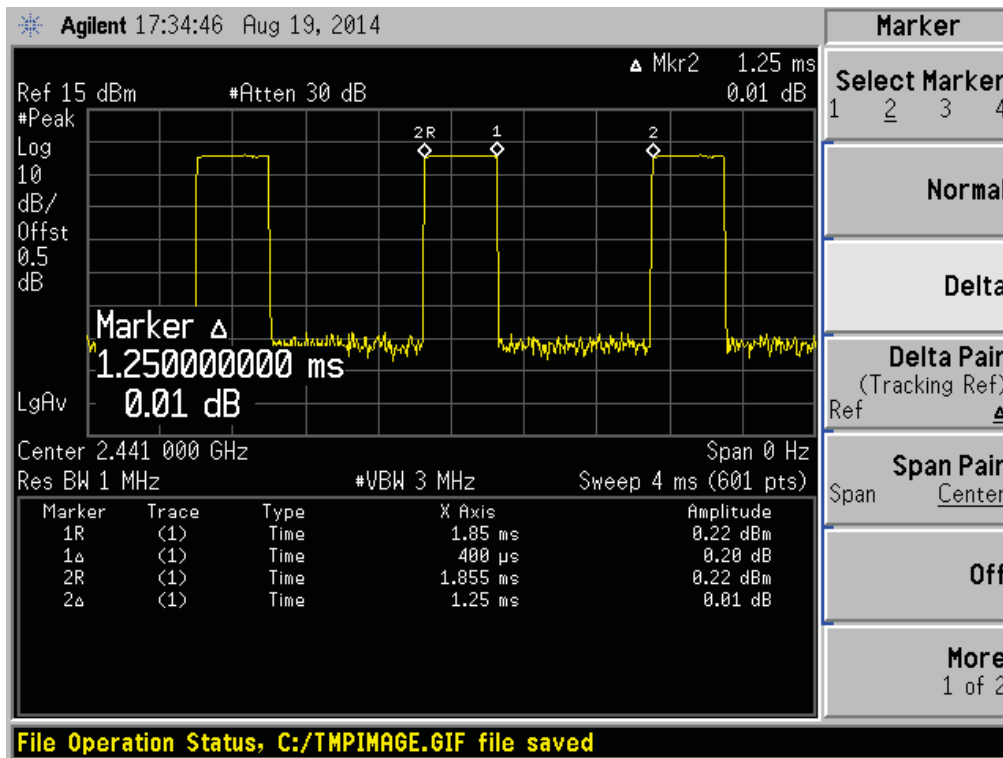 Agilent 17:34:46 Aug 19, 2014
Marker
Δ Mkr2 1.25 ms
Ref 15 dBm #Atten 30 dB 0.01 dB
#Peak
Log
10
dB/
Offst
0.5
dB
2R 1 2
Marker Δ
1.250000000 ms
0.01 dB
LgAv
Center 2.441 000 GHz Span 0 Hz
Res BW 1 MHz #VBW 3 MHz Sweep 4 ms (601 pts)
Marker Trace Type X Axis Amplitude
1R (1) Time 1.85 ms 0.22 dBm
1Δ (1) Time 400 µs 0.20 dB
2R (1) Time 1.855 ms 0.22 dBm
2Δ (1) Time 1.25 ms 0.01 dB
Select Marker
1 2 3 4
Normal
Delta
Delta Pair
(Tracking Ref)
Ref Δ
Span Pair
Span Center
Off
More
1 of 2
File Operation Status, C:/TMPIMAGE.GIF file saved